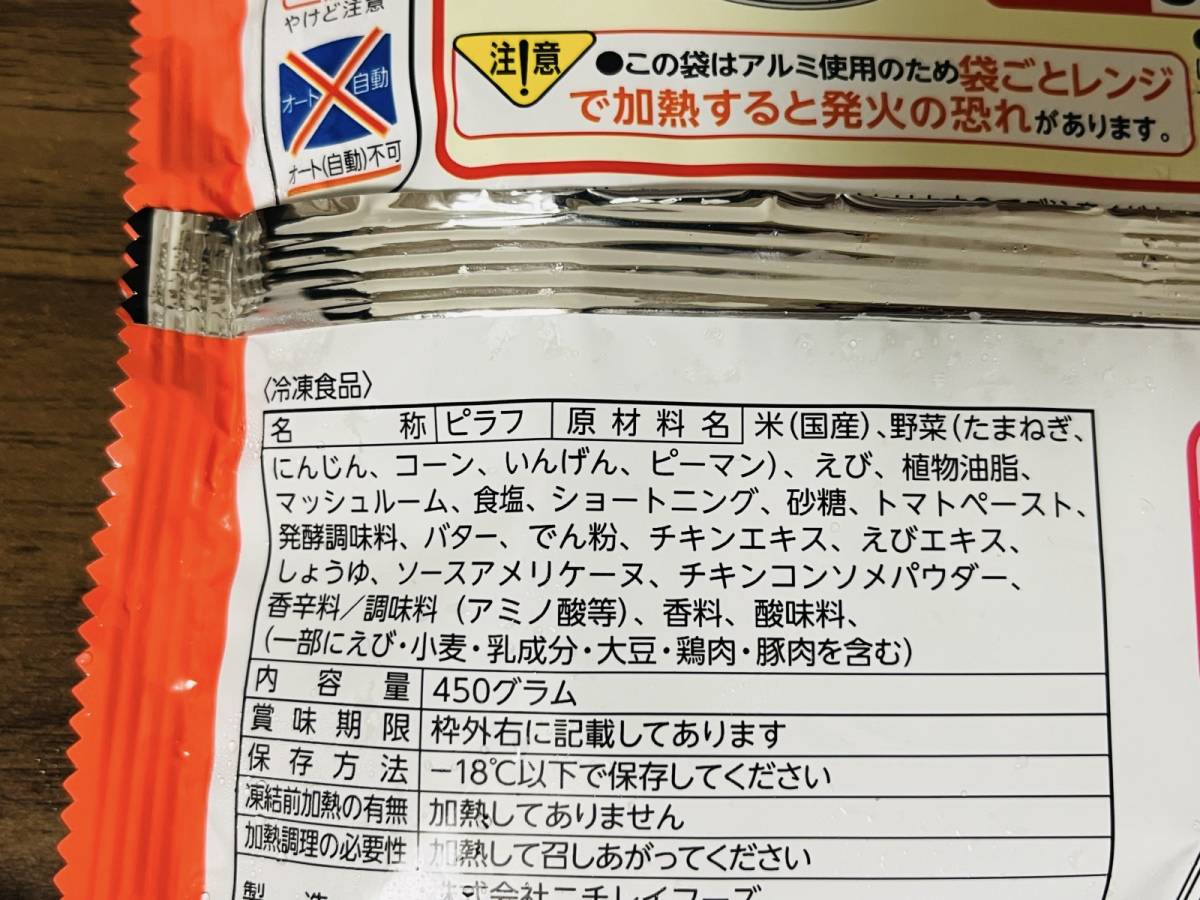 やけど注意
オート 自動
オート(自動)不可
注!意
●この袋はアルミ使用のため袋ごとレンジ
で加熱すると発火の恐れがあります。
〈冷凍食品〉
名称 ピラフ 原材料名 米(国産)、野菜(たまねぎ、
にんじん、コーン、いんげん、ピーマン)、えび、植物油脂、
マッシュルーム、食塩、ショートニング、砂糖、トマトペースト、
発酵調味料、バター、でん粉、チキンエキス、えびエキス、
しょうゆ、ソースアメリケーヌ、チキンコンソメパウダー、
香辛料/調味料(アミノ酸等)、香料、酸味料、
(一部にえび・小麦・乳成分・大豆・鶏肉・豚肉を含む)
内容量 450グラム
賞味期限 枠外右に記載してあります
保存方法 −18℃以下で保存してください
凍結前加熱の有無 加熱してありません
加熱調理の必要性 加熱して召しあがってください
製造 株式会社ニチレイフーズ